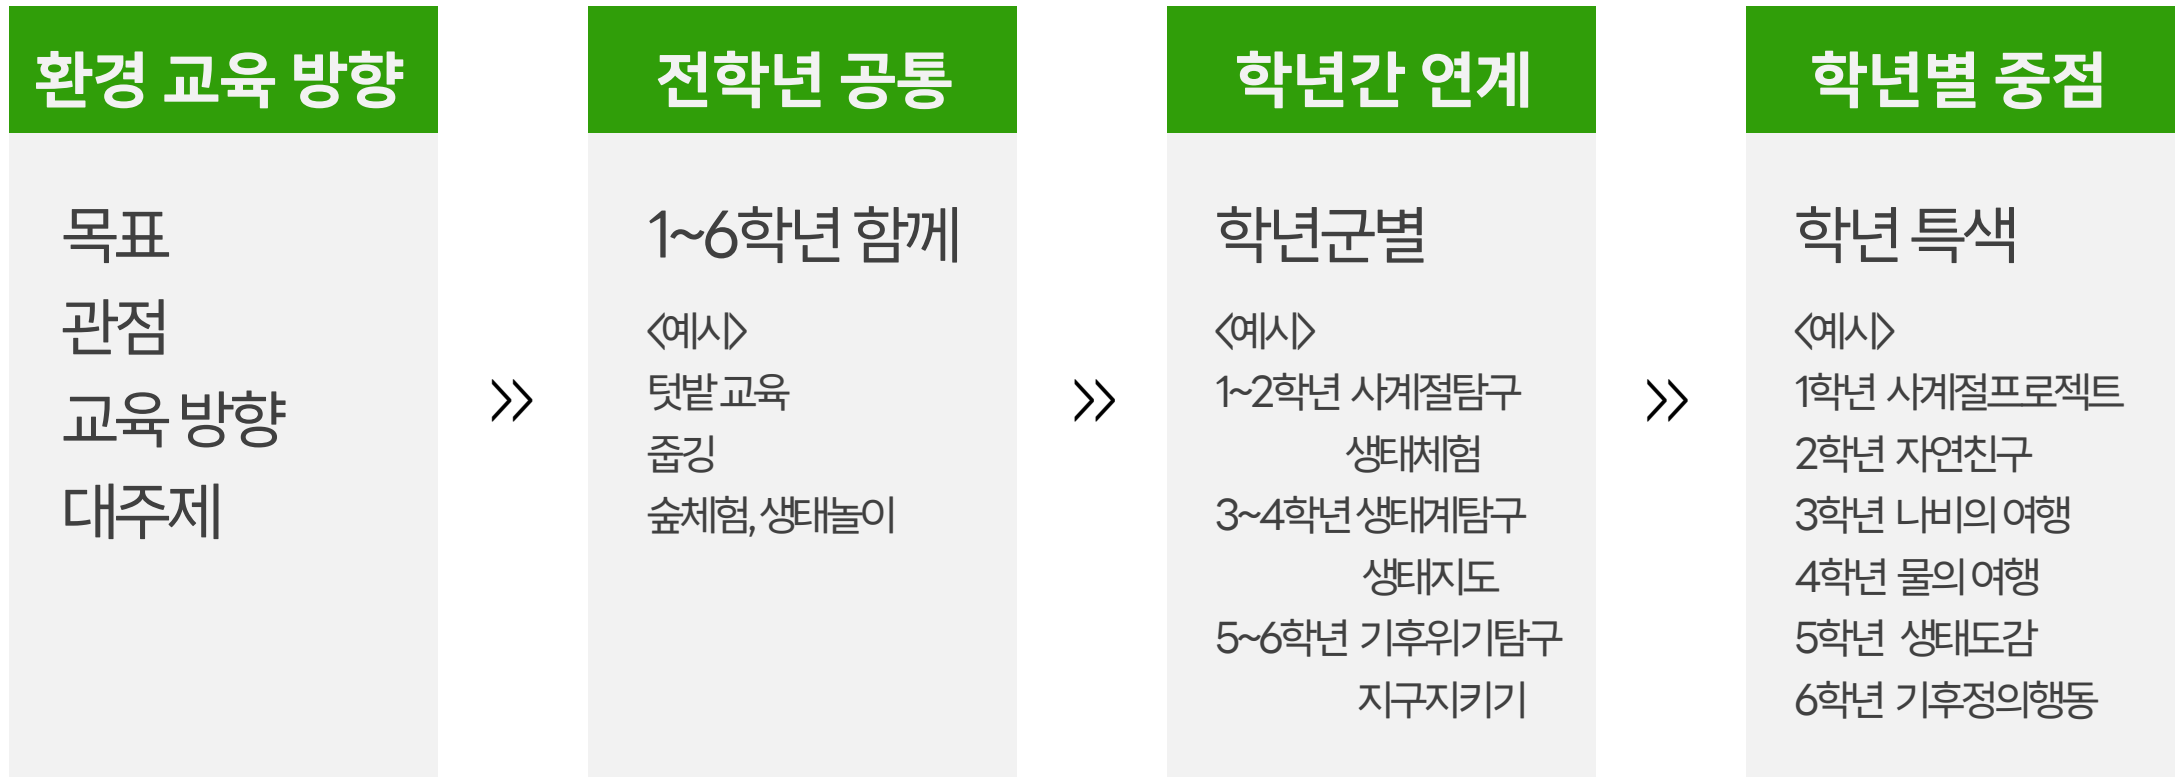 환경 교육 방향
목표
관점
교육 방향
대주제
»
전학년 공통
1~6학년 함께
<예시>
텃밭 교육
줍깅
숲체험, 생태놀이
»
학년간 연계
학년군별
<예시>
1~2학년 사계절탐구
생태체험
3~4학년 생태계탐구
생태지도
5~6학년 기후위기탐구
지구지키기
»
학년별 중점
학년 특색
<예시>
1학년 사계절프로젝트
2학년 자연친구
3학년 나비의 여행
4학년 물의 여행
5학년 생태도감
6학년 기후정의행동